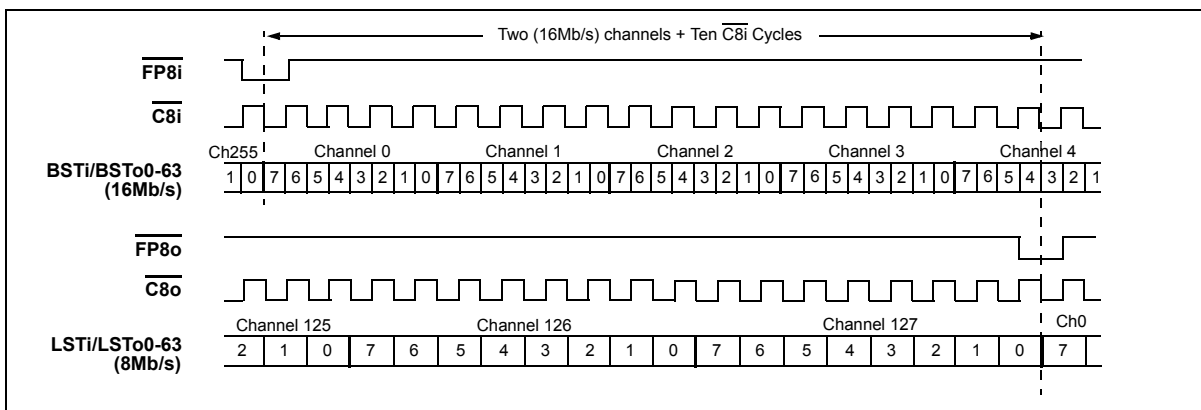 Two (16Mb/s) channels + Ten C8i Cycles
FP8i
C8i
Ch255 Channel 0 Channel 1 Channel 2 Channel 3 Channel 4
BSTi/BSTo0-63
(16Mb/s)
1 0 7 6 5 4 3 2 1 0 7 6 5 4 3 2 1 0 7 6 5 4 3 2 1 0 7 6 5 4 3 2 1 0 7 6 5 4 3 2 1
FP8o
C8o
Channel 125 Channel 126 Channel 127 Ch0
LSTi/LSTo0-63
(8Mb/s)
2 1 0 7 6 5 4 3 2 1 0 7 6 5 4 3 2 1 0 7